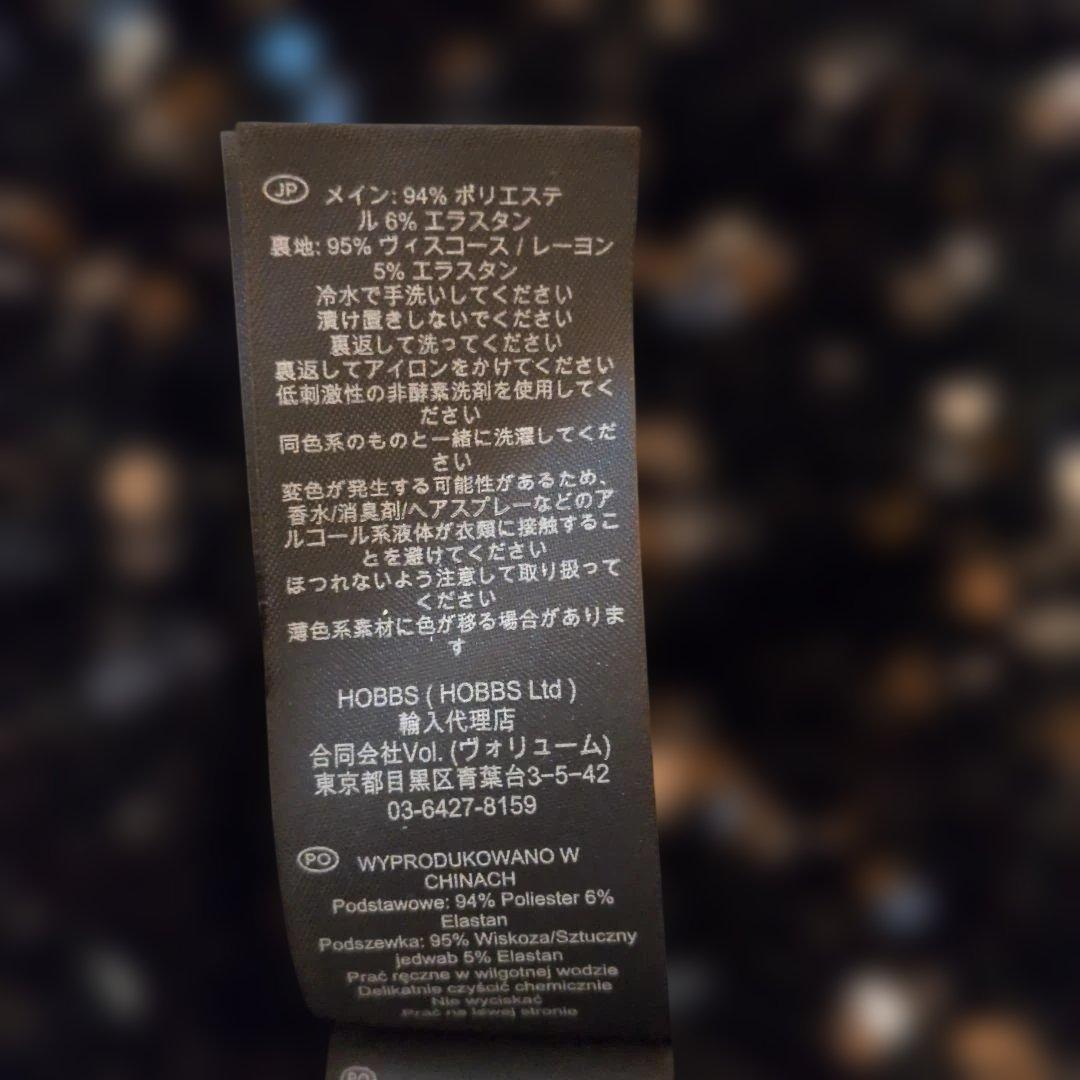 JP メイン: 94% ポリエステ
ル 6% エラスタン
裏地: 95% ヴィスコース / レーヨン
5% エラスタン
冷水で手洗いしてください
漬け置きしないでください
裏返して洗ってください
裏返してアイロンをかけてください
低刺激性の非酵素洗剤を使用してく
ださい
同色系のものと一緒に洗濯してくだ
さい
変色が発生する可能性があるため、
香水/消臭剤/ヘアスプレーなどのア
ルコール系液体が衣類に接触するこ
とを避けてください
ほつれないよう注意して取り扱って
ください
薄色系素材に色が移る場合がありま
す
HOBBS ( HOBBS Ltd )
輸入代理店
合同会社Vol. (ヴォリューム)
東京都目黒区青葉台3-5-42
03-6427-8159
PO WYPRODUKOWANO W
CHINACH
Podstawowe: 94% Poliester 6%
Elastan
Podszewka: 95% Wiskoza/Sztuczny
jedwab 5% Elastan
Prać ręczne w wilgotnej wodzie
Delikatnie czyścić chemicznie
Nie wyciskać
Prać na lewej stronie
PO